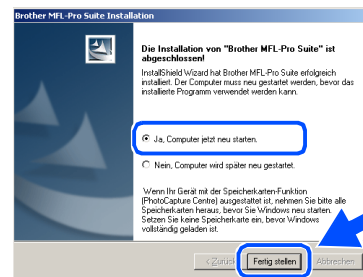 Brother MFL-Pro Suite Installation
Die Installation von "Brother MFL-Pro Suite" ist
abgeschlossen!
InstallShield Wizard hat Brother MFL-Pro Suite erfolgreich
installiert. Der Computer muss neu gestartet werden, bevor das
installierte Programm verwendet werden kann.
Ja, Computer jetzt neu starten.
Nein, Computer wird später neu gestartet.
Wenn Ihr Gerät mit der Speicherkarten-Funktion
(PhotoCapture Centre) ausgestattet ist, nehmen Sie bitte alle
Speicherkarten heraus, bevor Sie Windows neu starten.
Setzen Sie keine Speicherkarte ein, bevor Windows
vollständig geladen ist.
< Zurück Fertig stellen Abbrechen